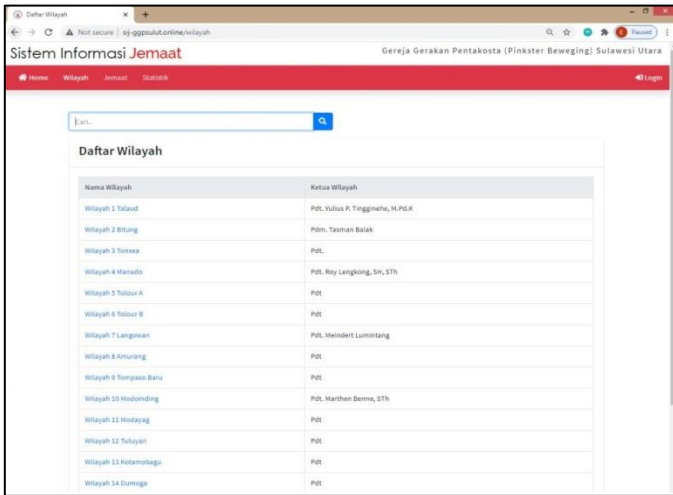 Daftar Wilayah
Not secure | sij-ggpsulut.online/wilayah
Paused
Sistem Informasi Jemaat
Gereja Gerakan Pentakosta (Pinkster Beweging) Sulawesi Utara
Home Wilayah Jemaat Statistik Login
Cari..
Daftar Wilayah
Nama Wilayah Ketua Wilayah
Wilayah 1 Talaud Pdt. Yulius P. Tingginehe, M.Pd.K
Wilayah 2 Bitung Pdm. Tasman Balak
Wilayah 3 Tonsea Pdt.
Wilayah 4 Manado Pdt. Roy Lengkong, SH, STh
Wilayah 5 Tolour A Pdt
Wilayah 6 Tolour B Pdt
Wilayah 7 Langowan Pdt. Meindert Lumintang
Wilayah 8 Amurang Pdt
Wilayah 9 Tompaso Baru Pdt
Wilayah 10 Modoinding Pdt. Marthen Benne, STh
Wilayah 11 Modayag Pdt
Wilayah 12 Tutuyan Pdt
Wilayah 13 Kotamobagu Pdt
Wilayah 14 Dumoga Pdt